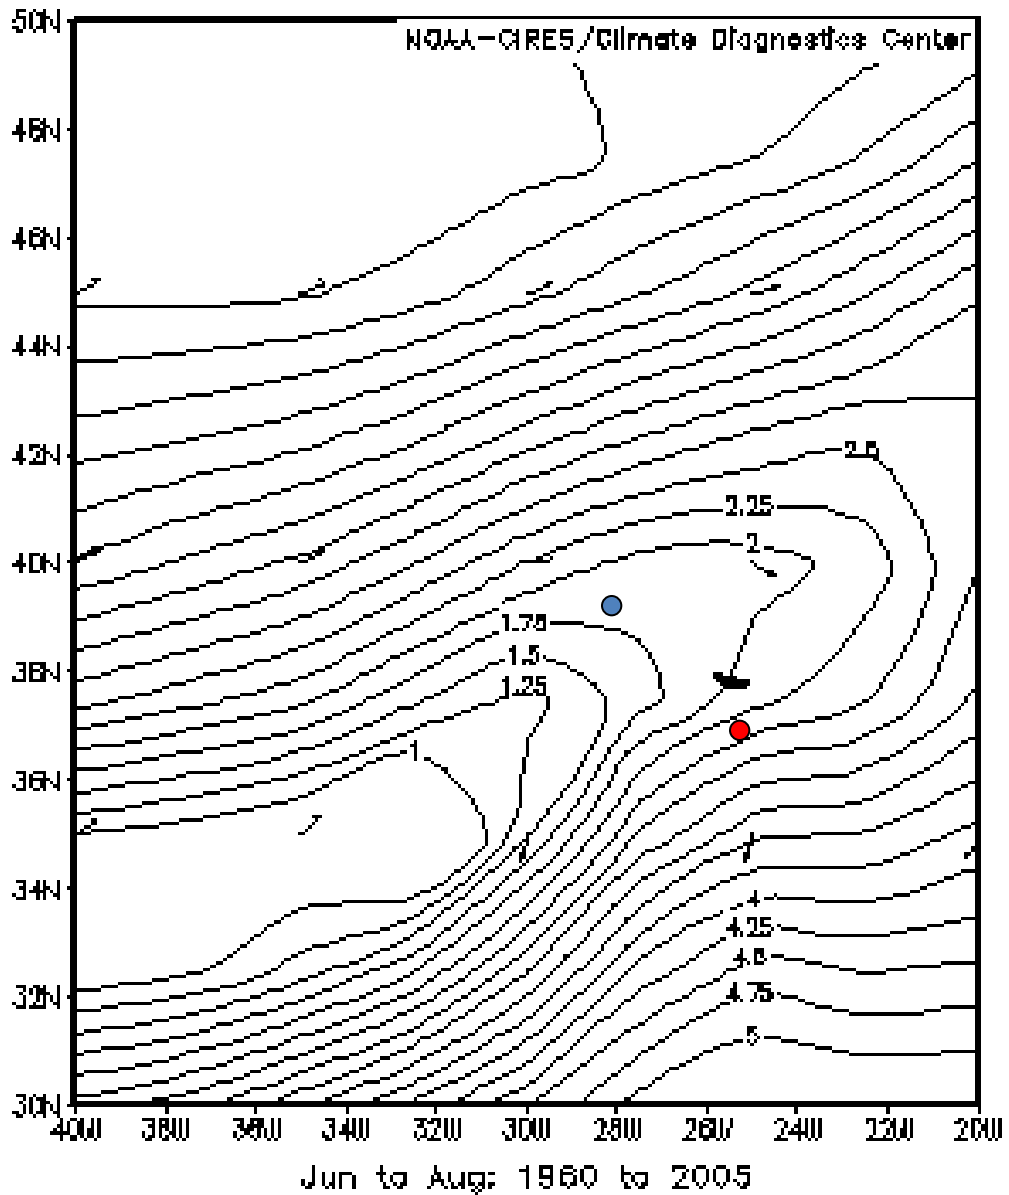 50N
NOAA-CIRES/Climate Diagnostics Center
48N
46N
44N
42N
2.5
2.25
2
40N
1.75
38N
1.5
1.25
1
36N
34N
4
4.25
4.5
32N
4.75
5
30N
40W 38W 36W 34W 32W 30W 28W 26W 24W 22W 20W
Jun to Aug: 1960 to 2005